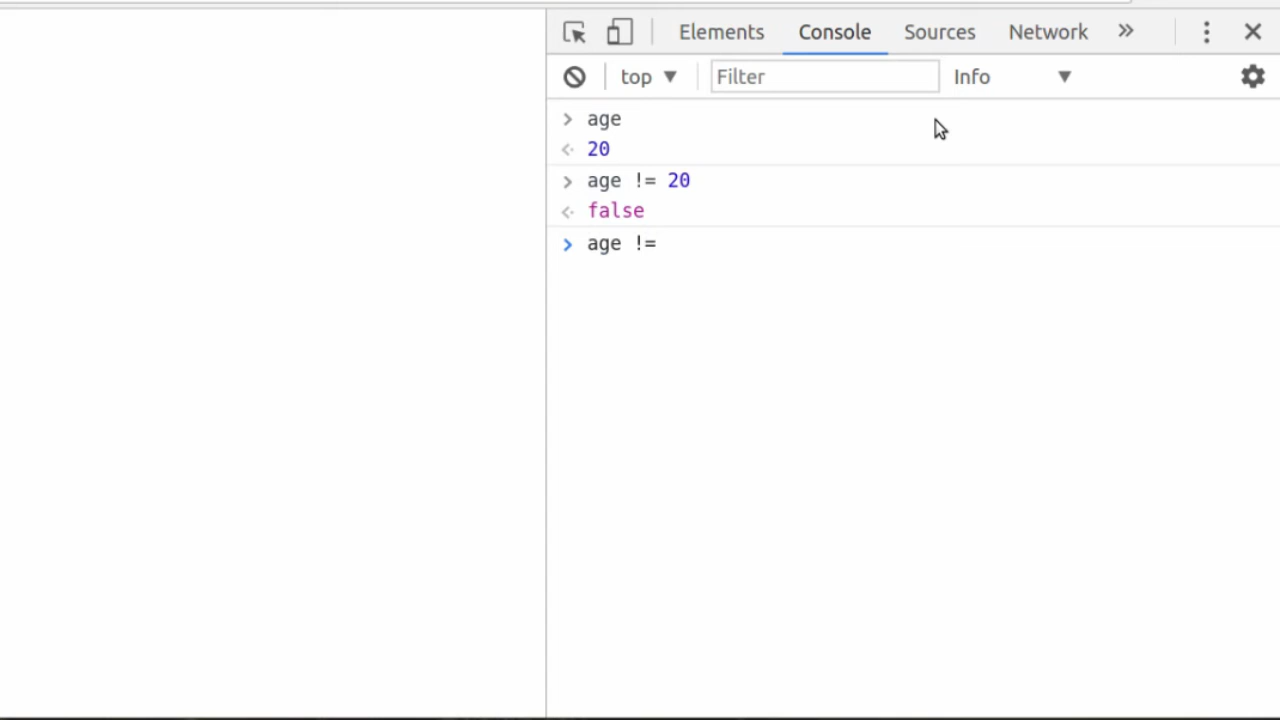 Elements Console Sources Network »
top ▼ Filter Info ▼
> age
<· 20
> age != 20
<· false
> age !=